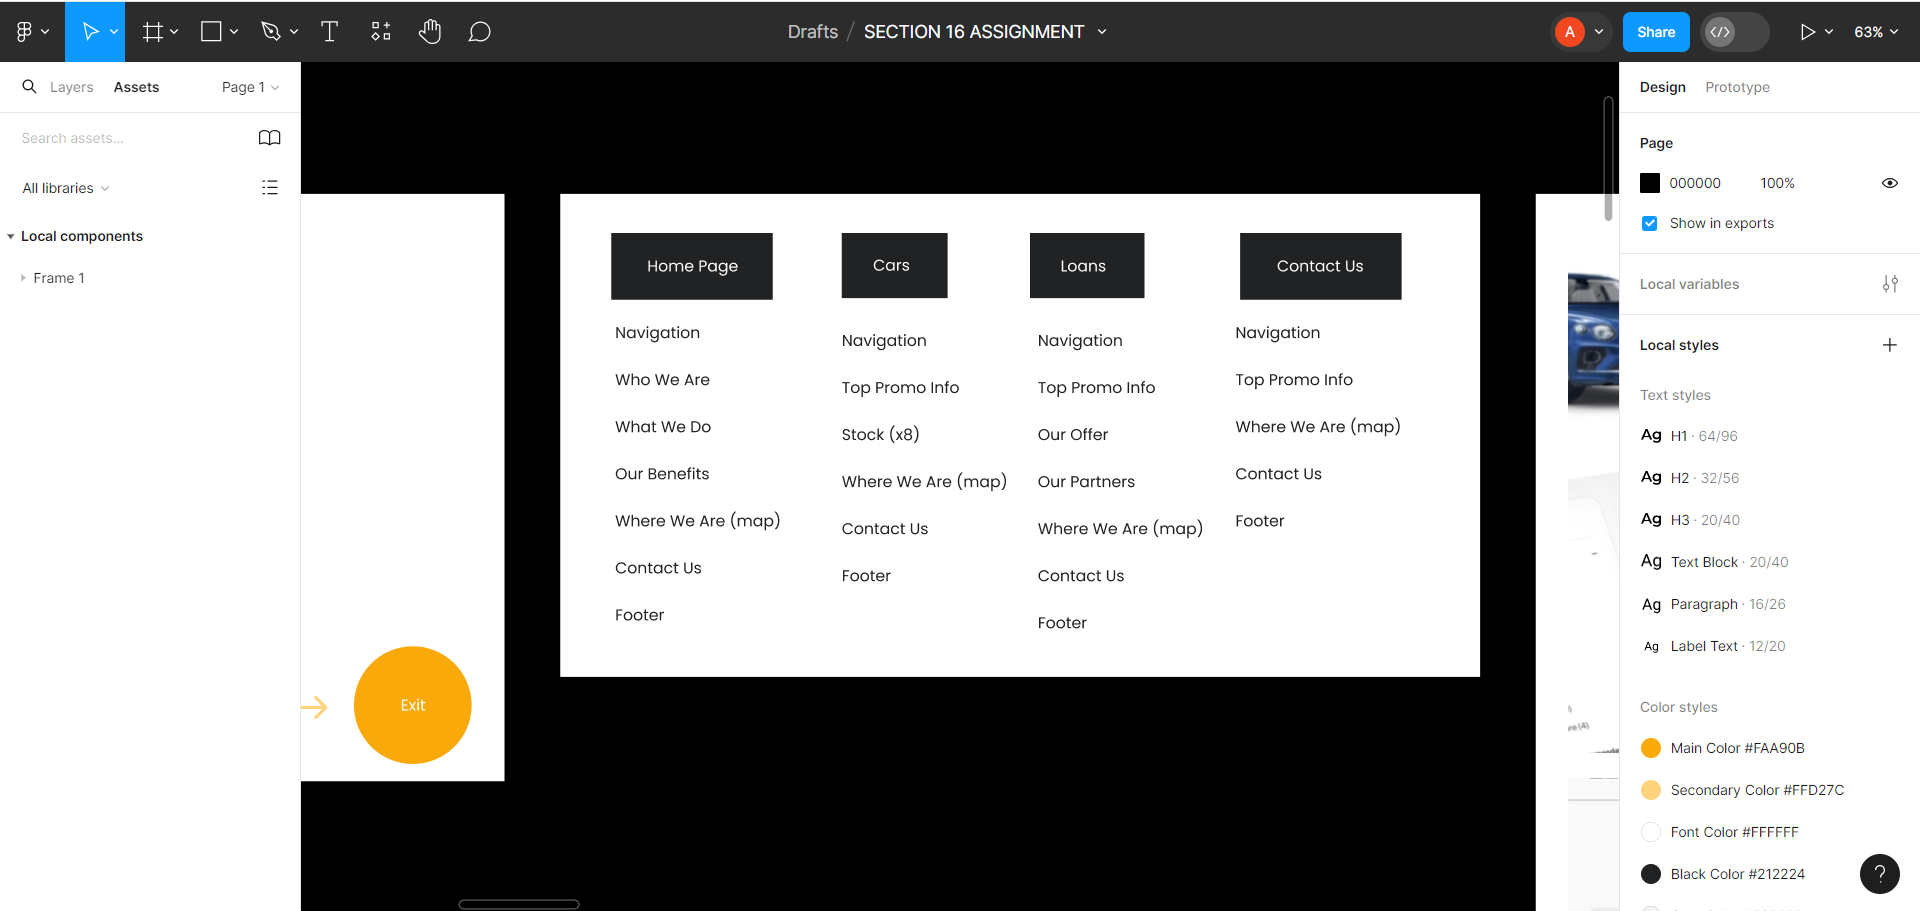 Drafts / SECTION 16 ASSIGNMENT
A
Share
63%
Layers
Assets
Page 1
Search assets...
All libraries
Local components
Frame 1
Exit
Home Page
Navigation
Who We Are
What We Do
Our Benefits
Where We Are (map)
Contact Us
Footer
Cars
Navigation
Top Promo Info
Stock (x8)
Where We Are (map)
Contact Us
Footer
Loans
Navigation
Top Promo Info
Our Offer
Our Partners
Where We Are (map)
Contact Us
Footer
Contact Us
Navigation
Top Promo Info
Where We Are (map)
Contact Us
Footer
Design
Prototype
Page
000000 100%
Show in exports
Local variables
Local styles
Text styles
Ag H1 · 64/96
Ag H2 · 32/56
Ag H3 · 20/40
Ag Text Block · 20/40
Ag Paragraph · 16/26
Ag Label Text · 12/20
Color styles
Main Color #FAA90B
Secondary Color #FFD27C
Font Color #FFFFFF
Black Color #212224
?